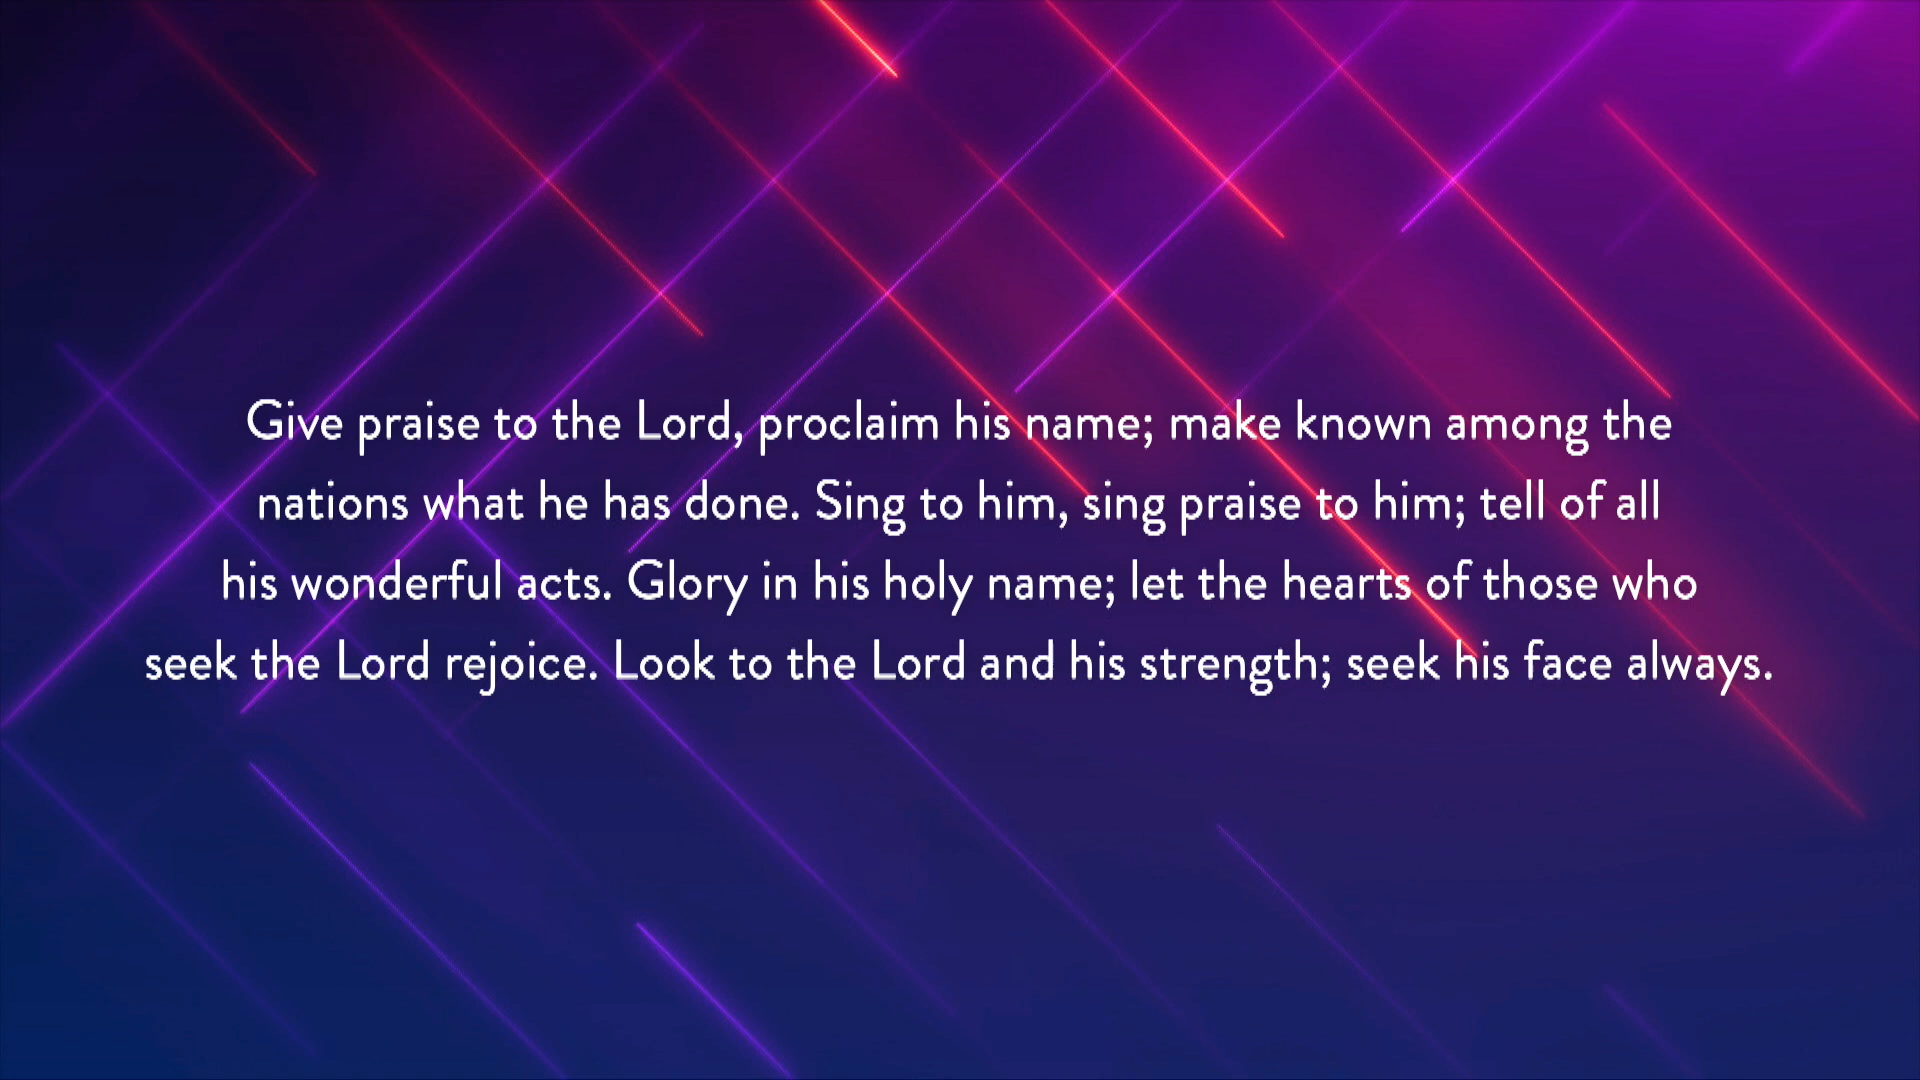 Give praise to the Lord, proclaim his name; make known among the
nations what he has done. Sing to him, sing praise to him; tell of all
his wonderful acts. Glory in his holy name; let the hearts of those who
seek the Lord rejoice. Look to the Lord and his strength; seek his face always.